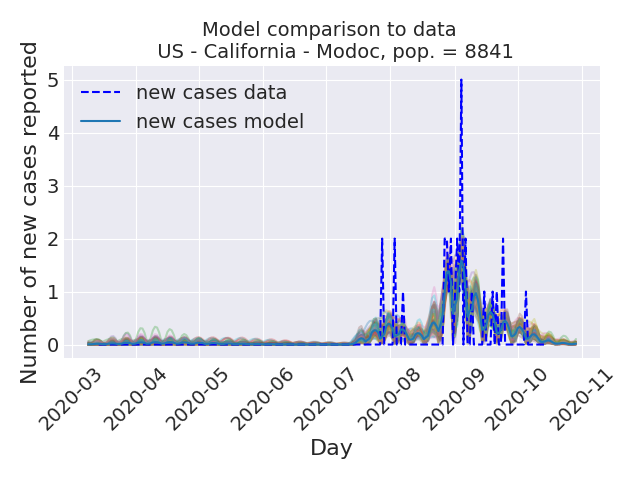 Model comparison to data
US - California - Modoc, pop. = 8841
Number of new cases reported
5
4
3
2
1
0
new cases data
new cases model
2020-03
2020-04
2020-05
2020-06
2020-07
2020-08
2020-09
2020-10
2020-11
Day